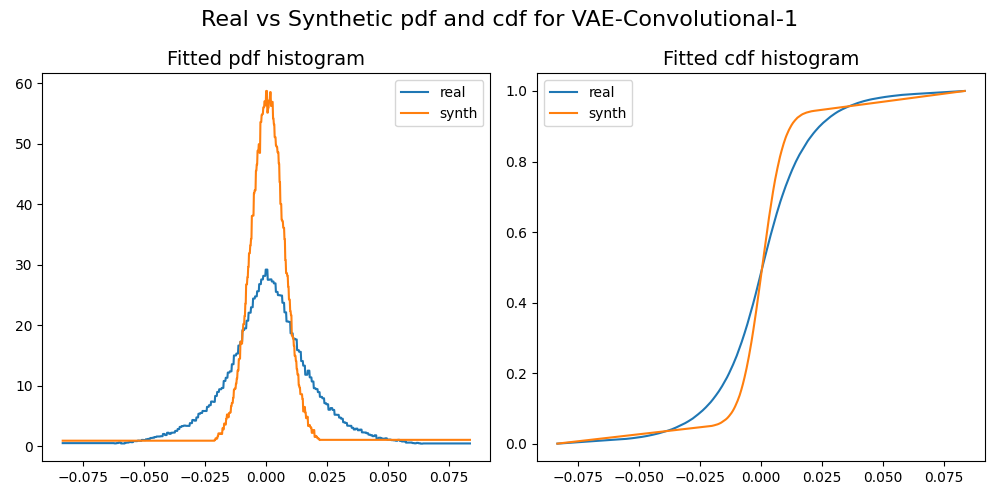 Real vs Synthetic pdf and cdf for VAE-Convolutional-1
Fitted pdf histogram
60
50
40
30
20
10
0
real
synth
−0.075 −0.050 −0.025 0.000 0.025 0.050 0.075
Fitted cdf histogram
1.0
0.8
0.6
0.4
0.2
0.0
real
synth
−0.075 −0.050 −0.025 0.000 0.025 0.050 0.075